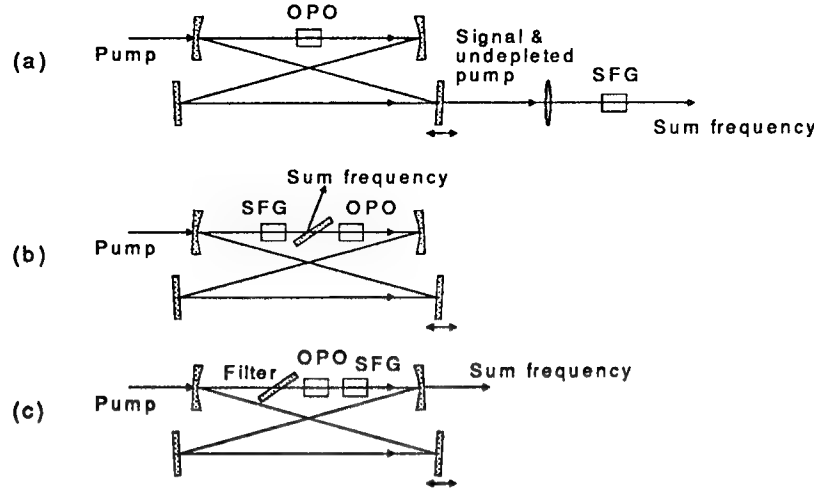 OPO
Pump
(a)
Signal &
undepleted
pump
SFG
Sum frequency
Sum frequency
SFG
OPO
Pump
(b)
Filter
OPO
SFG
Sum frequency
Pump
(c)